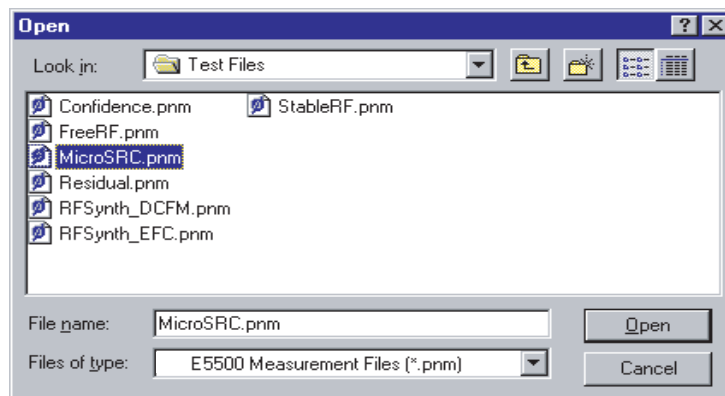 Open
Look in: Test Files
Confidence.pnm StableRF.pnm
FreeRF.pnm
MicroSRC.pnm
Residual.pnm
RFSynth_DCFM.pnm
RFSynth_EFC.pnm
File name: MicroSRC.pnm Open
Files of type: E5500 Measurement Files (*.pnm) Cancel